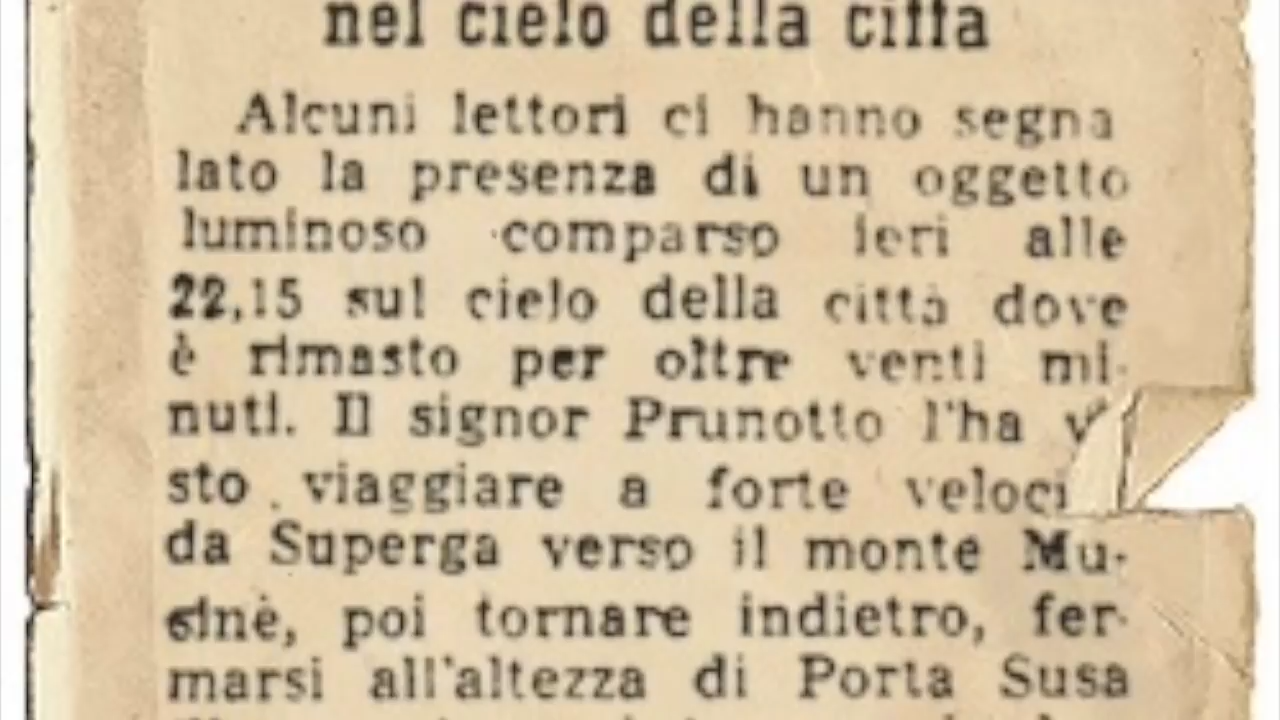 nel cielo della città
Alcuni lettori ci hanno segna
lato la presenza di un oggetto
luminoso comparso ieri alle
22,15 sul cielo della città dove
è rimasto per oltre venti mi-
nuti. Il signor Prunotto l'ha vi
sto viaggiare a forte veloci
da Superga verso il monte Mu-
sinè, poi tornare indietro, fer-
marsi all'altezza di Porta Susa